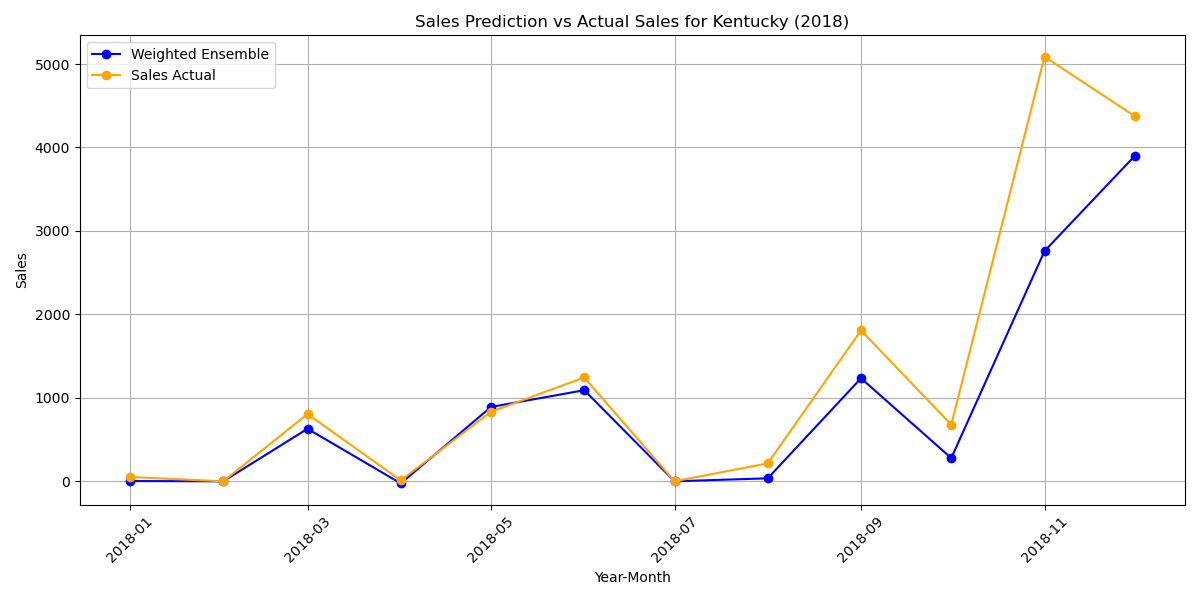 Sales Prediction vs Actual Sales for Kentucky (2018)
Weighted Ensemble
Sales Actual
5000
4000
3000
2000
1000
0
Sales
2018-01
2018-03
2018-05
2018-07
2018-09
2018-11
Year-Month